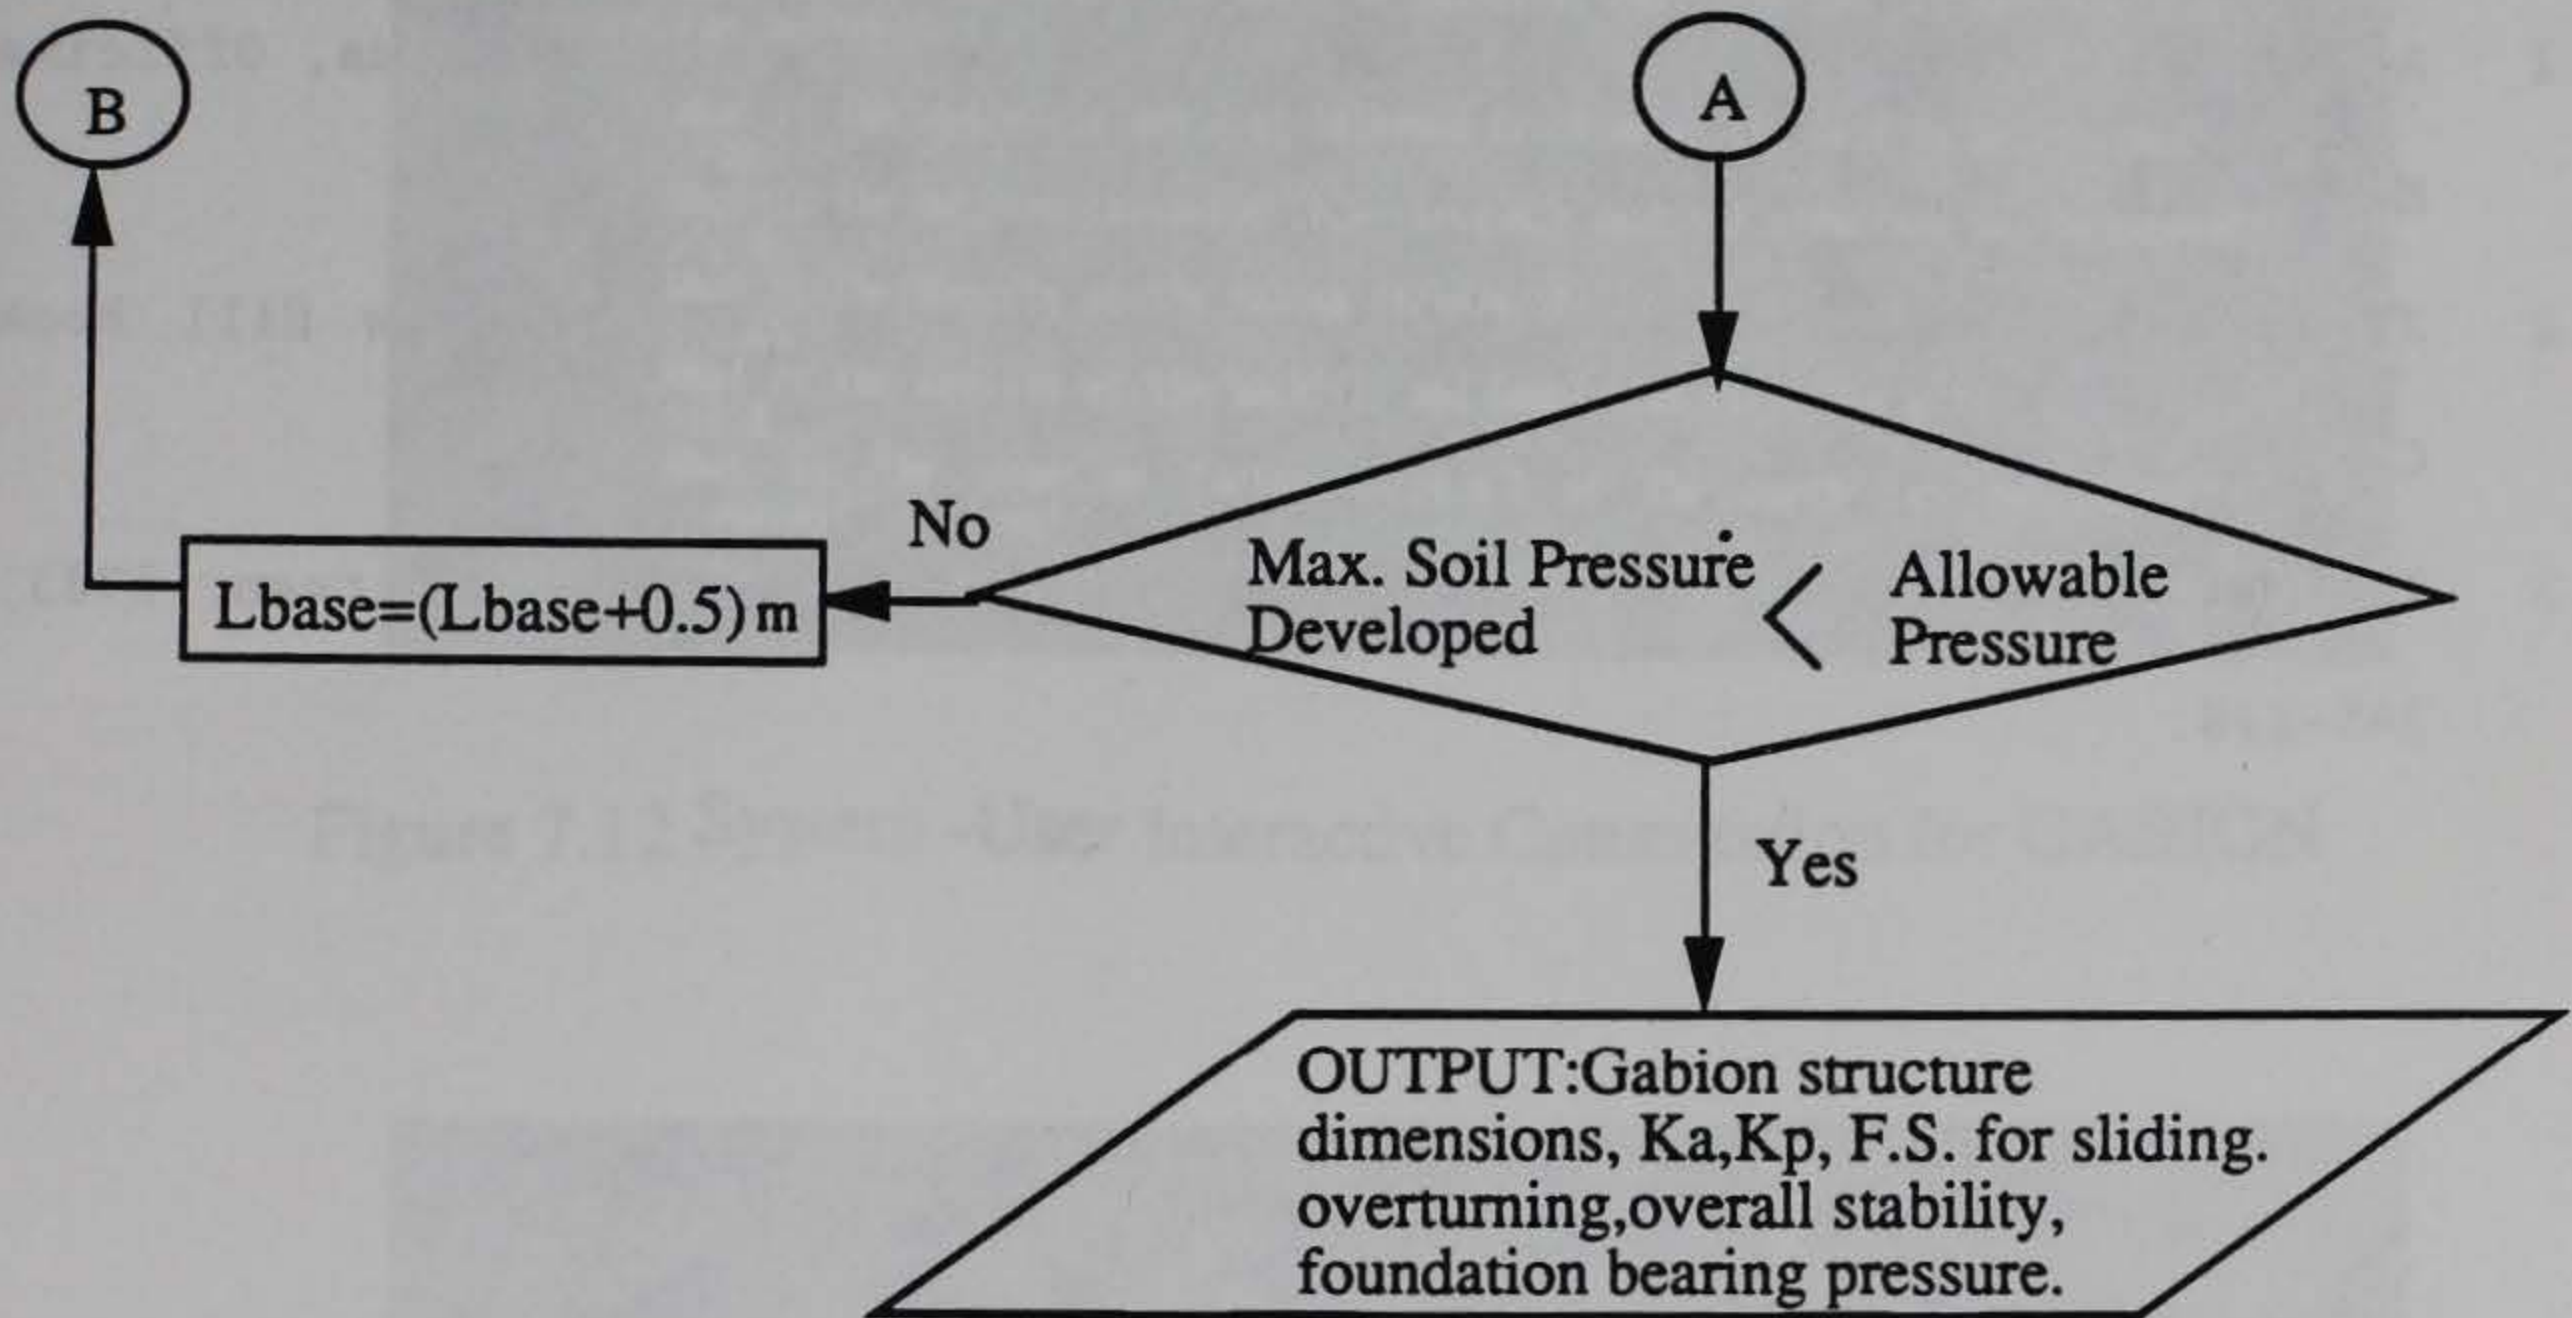 B
A
No
Max. Soil Pressure
Developed
<
Allowable
Pressure
Lbase=(Lbase+0.5) m
Yes
OUTPUT:Gabion structure
dimensions, Ka,Kp, F.S. for sliding.
overturning,overall stability,
foundation bearing pressure.